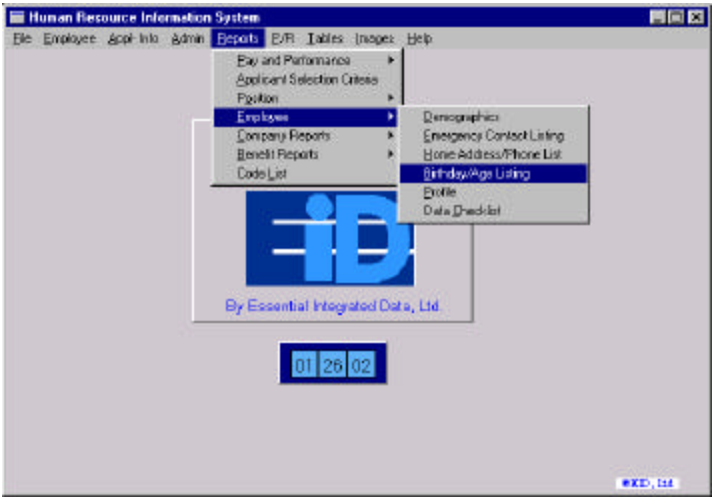 Human Resource Information System
File Employee Appl-Info Admin Reports E/R Tables Images Help
Pay and Performance
Applicant Selection Criteria
Position
Employee
Company Reports
Benefit Reports
Code List
Demographics
Emergency Contact Listing
Home Address/Phone List
Birthday/Age Listing
Profile
Data Checklist
iD
By Essential Integrated Data, Ltd.
01 26 02